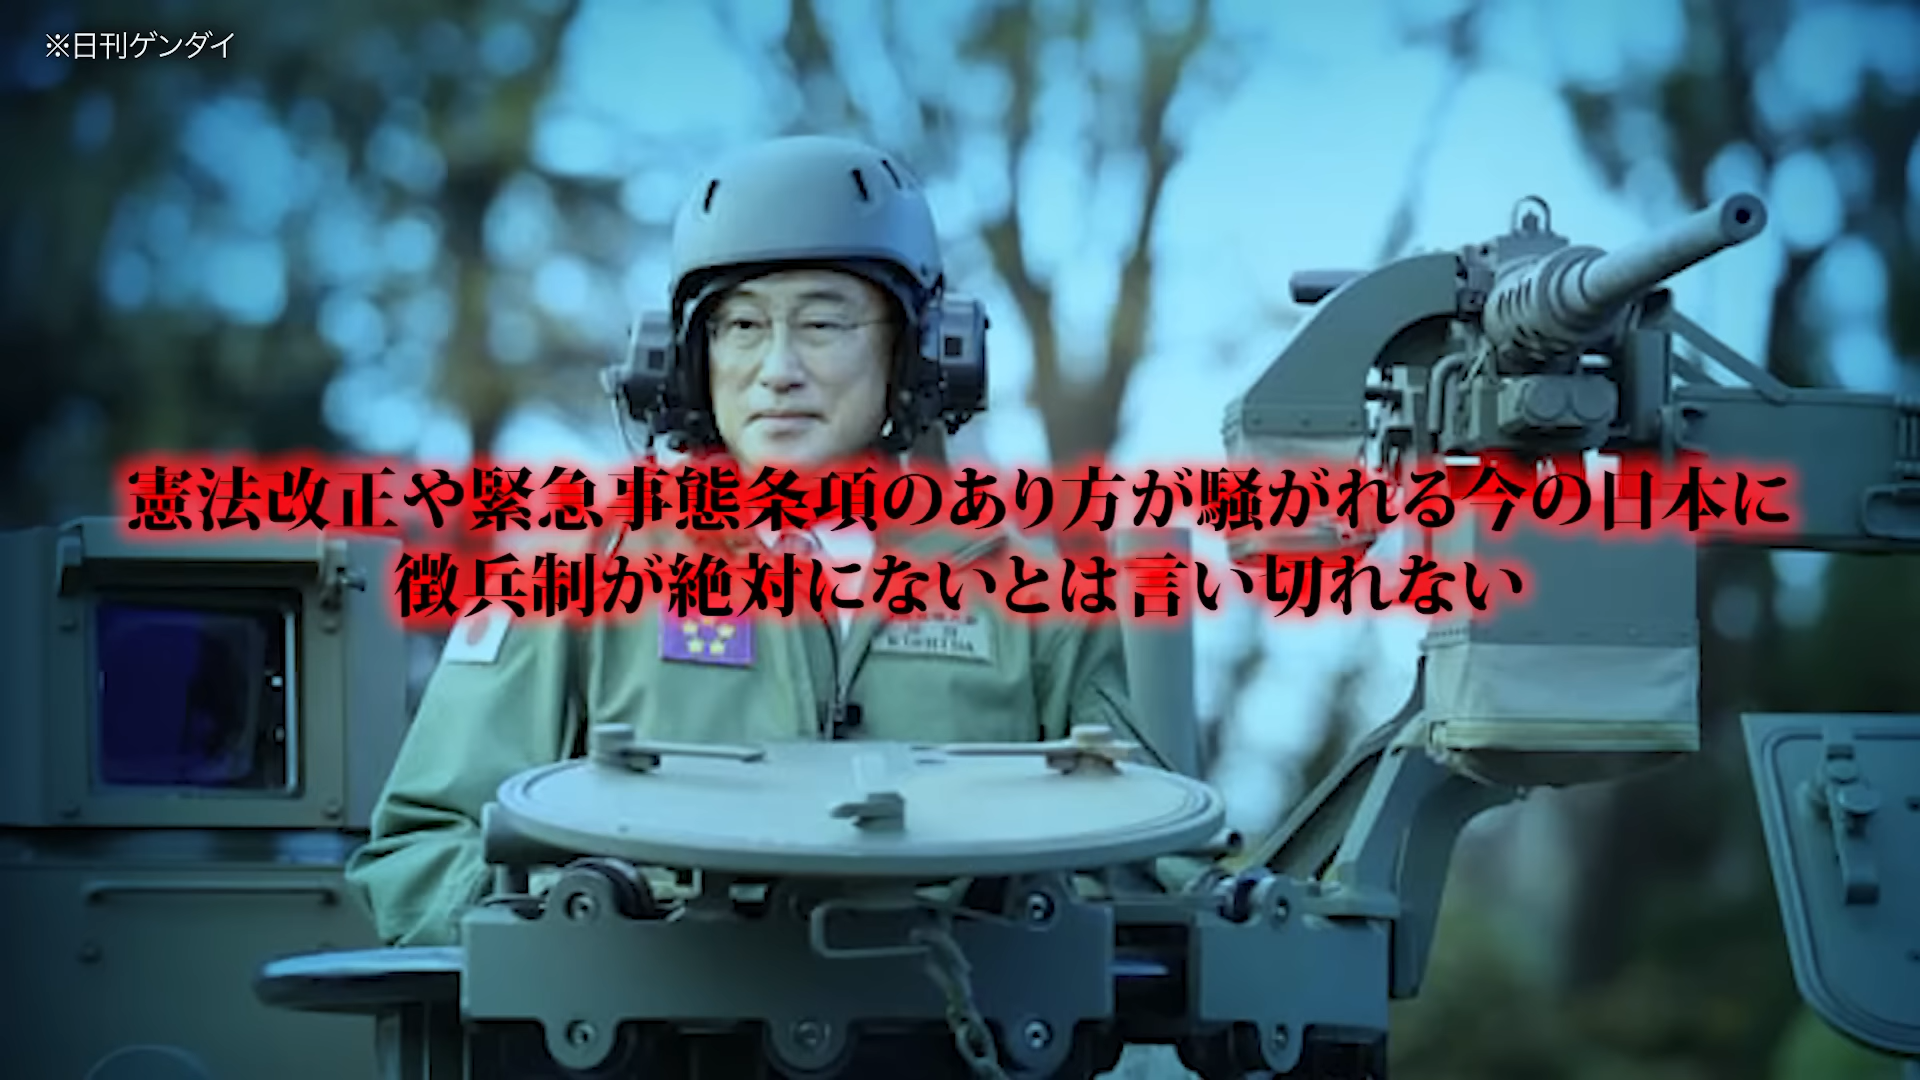 ※日刊ゲンダイ
憲法改正や緊急事態条項のあり方が騒がれる今の日本に
徴兵制が絶対にないとは言い切れない